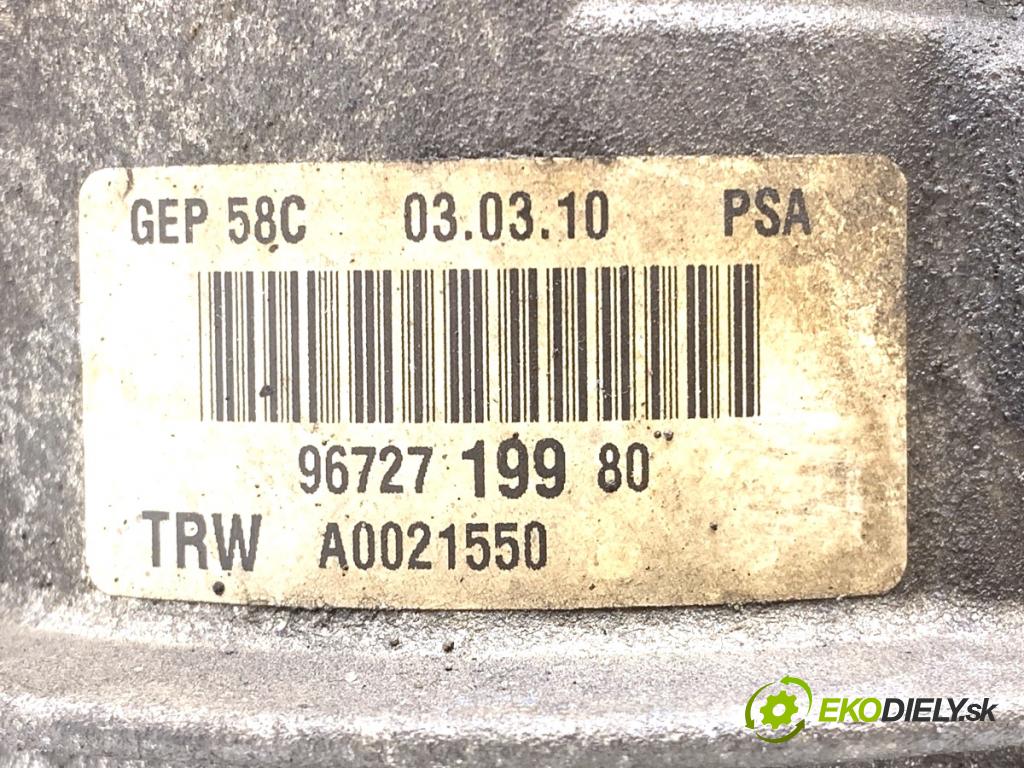 GEP 58C 03.03.10 PSA
96727 199 80
TRW A0021550
EKODIELY.sk